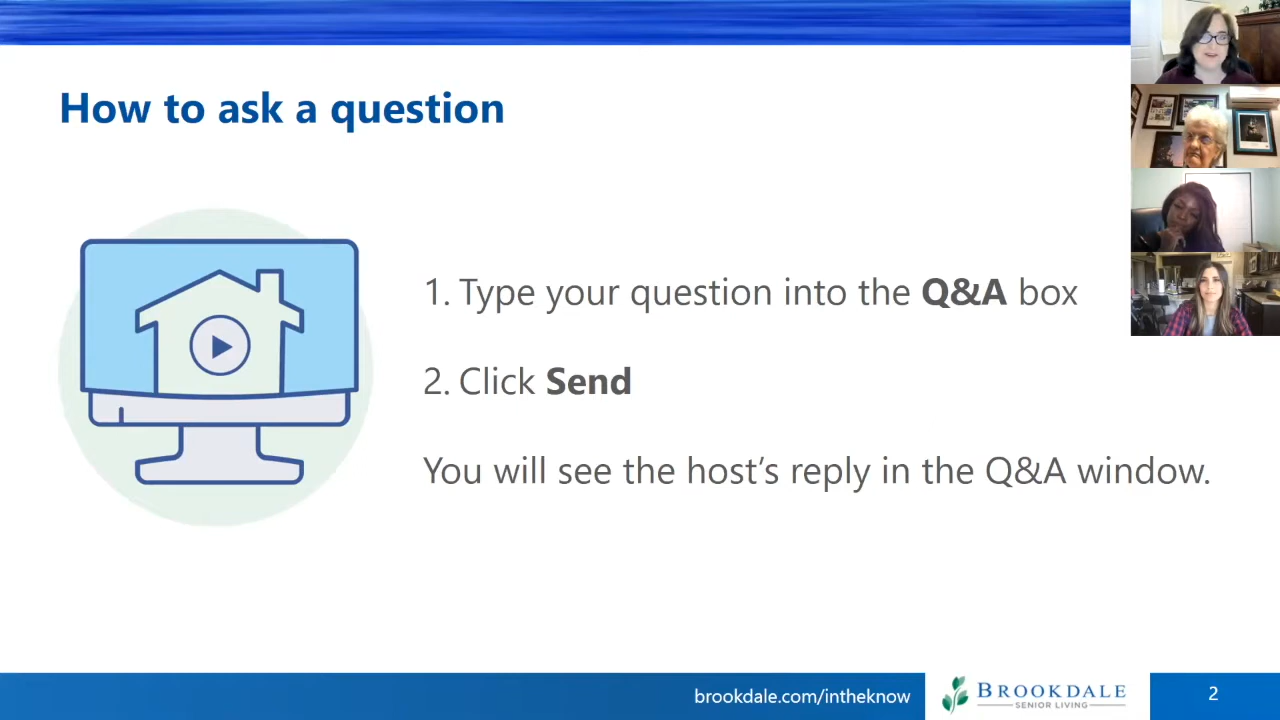 How to ask a question
1. Type your question into the Q&A box
2. Click Send
You will see the host’s reply in the Q&A window.
brookdale.com/intheknow
BROOKDALE
SENIOR LIVING
2